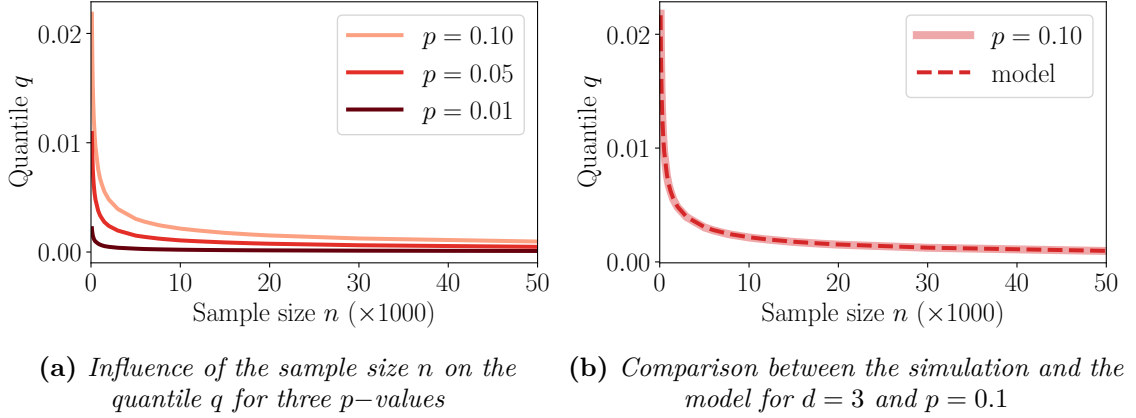 0.02
0.01
0.00
Quantile q
p = 0.10
p = 0.05
p = 0.01
0 10 20 30 40 50
Sample size n (×1000)
(a) Influence of the sample size n on the
quantile q for three p−values
0.02
0.01
0.00
Quantile q
p = 0.10
model
0 10 20 30 40 50
Sample size n (×1000)
(b) Comparison between the simulation and the
model for d = 3 and p = 0.1